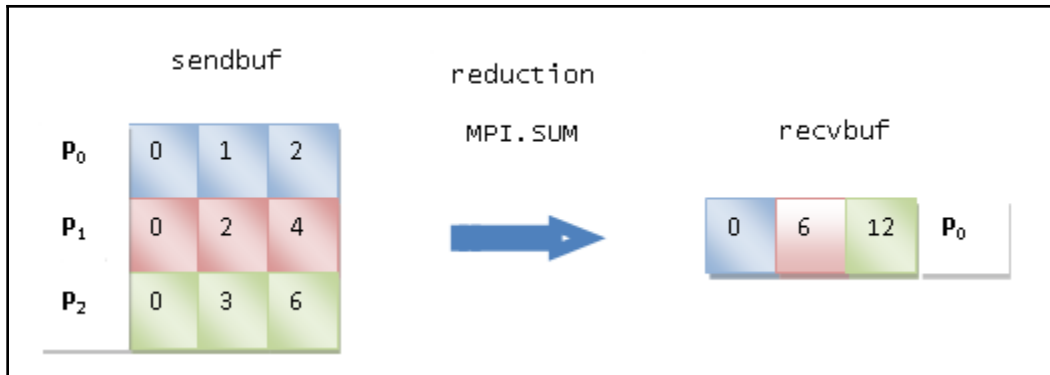 sendbuf
reduction
MPI.SUM
recvbuf
P₀ 0 1 2
P₁ 0 2 4
P₂ 0 3 6
0 6 12 P₀